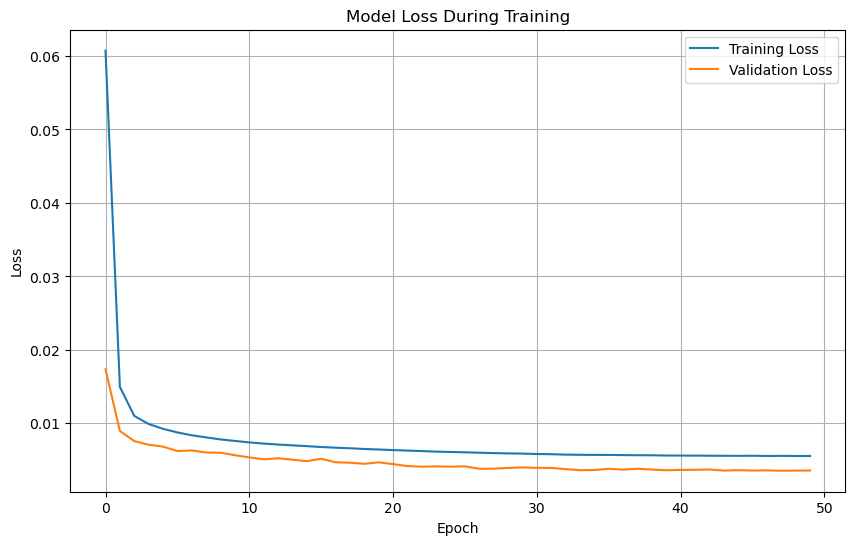 Model Loss During Training
Training Loss
Validation Loss
0.06
0.05
0.04
0.03
0.02
0.01
Loss
0 10 20 30 40 50
Epoch